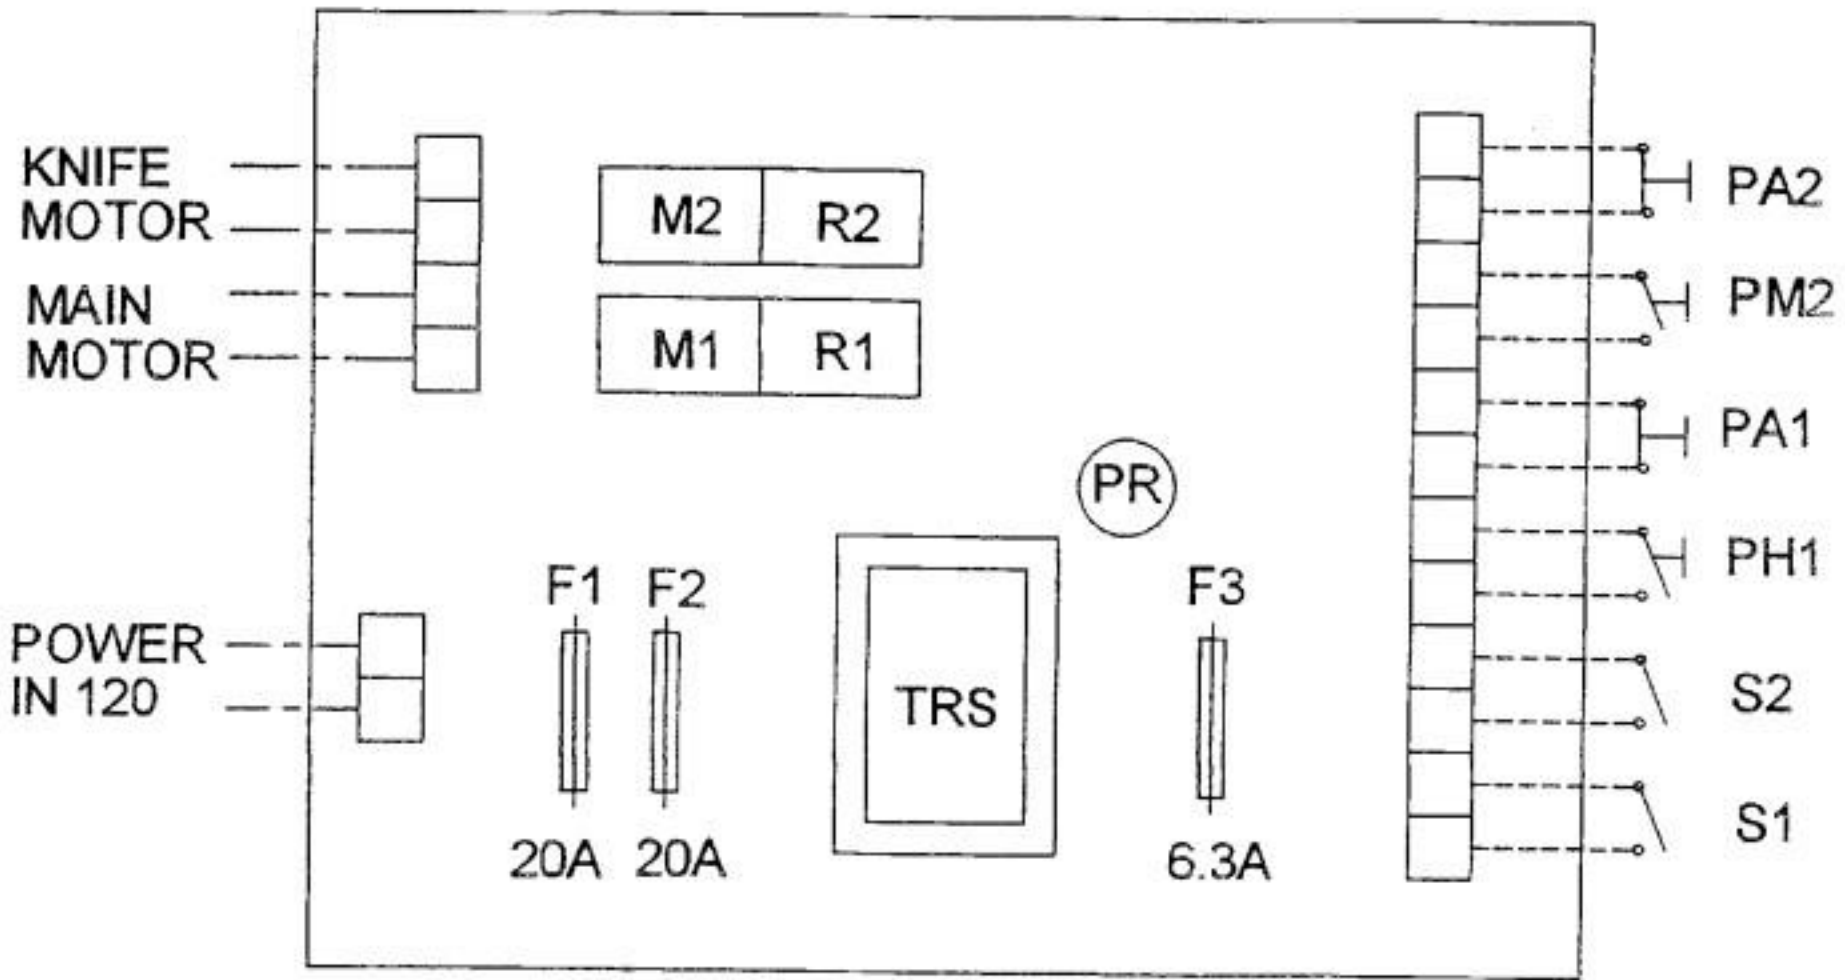 KNIFE
MOTOR
MAIN
MOTOR
POWER
IN 120
M2 R2
M1 R1
PR
F1 F2
F3
TRS
20A 20A
6.3A
PA2
PM2
PA1
PH1
S2
S1